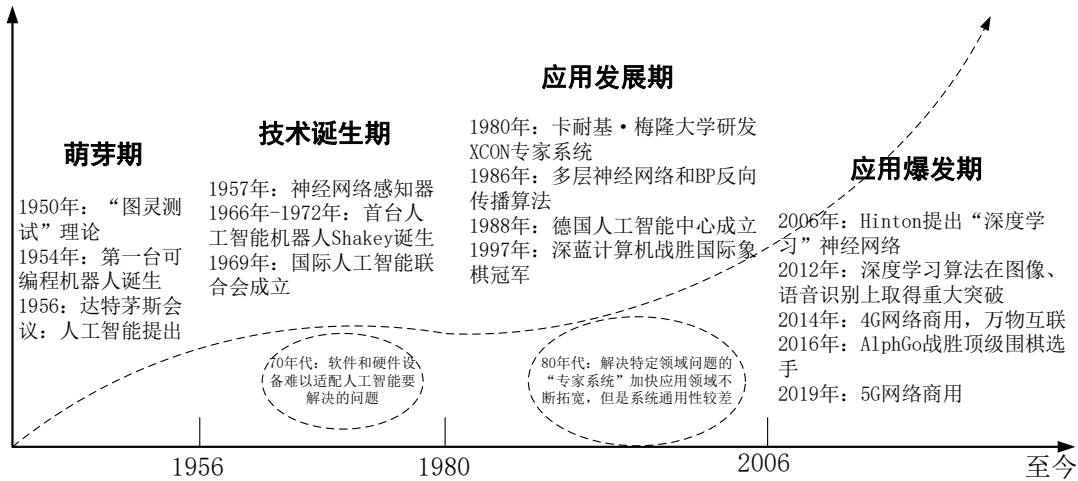 萌芽期
1950年：“图灵测
试”理论
1954年：第一台可
编程机器人诞生
1956：达特茅斯会
议：人工智能提出
技术诞生期
1957年：神经网络感知器
1966年-1972年：首台人
工智能机器人Shakey诞生
1969年：国际人工智能联
合会成立
应用发展期
1980年：卡耐基·梅隆大学研发
XCON专家系统
1986年：多层神经网络和BP反向
传播算法
1988年：德国人工智能中心成立
1997年：深蓝计算机战胜国际象
棋冠军
应用爆发期
2006年：Hinton提出“深度学
习”神经网络
2012年：深度学习算法在图像、
语音识别上取得重大突破
2014年：4G网络商用，万物互联
2016年：AlphGo战胜顶级围棋选
手
2019年：5G网络商用
70年代：软件和硬件设
备难以适配人工智能要
解决的问题
80年代：解决特定领域问题的
“专家系统”加快应用领域不
断拓宽，但是系统通用性较差
1956
1980
2006
至今